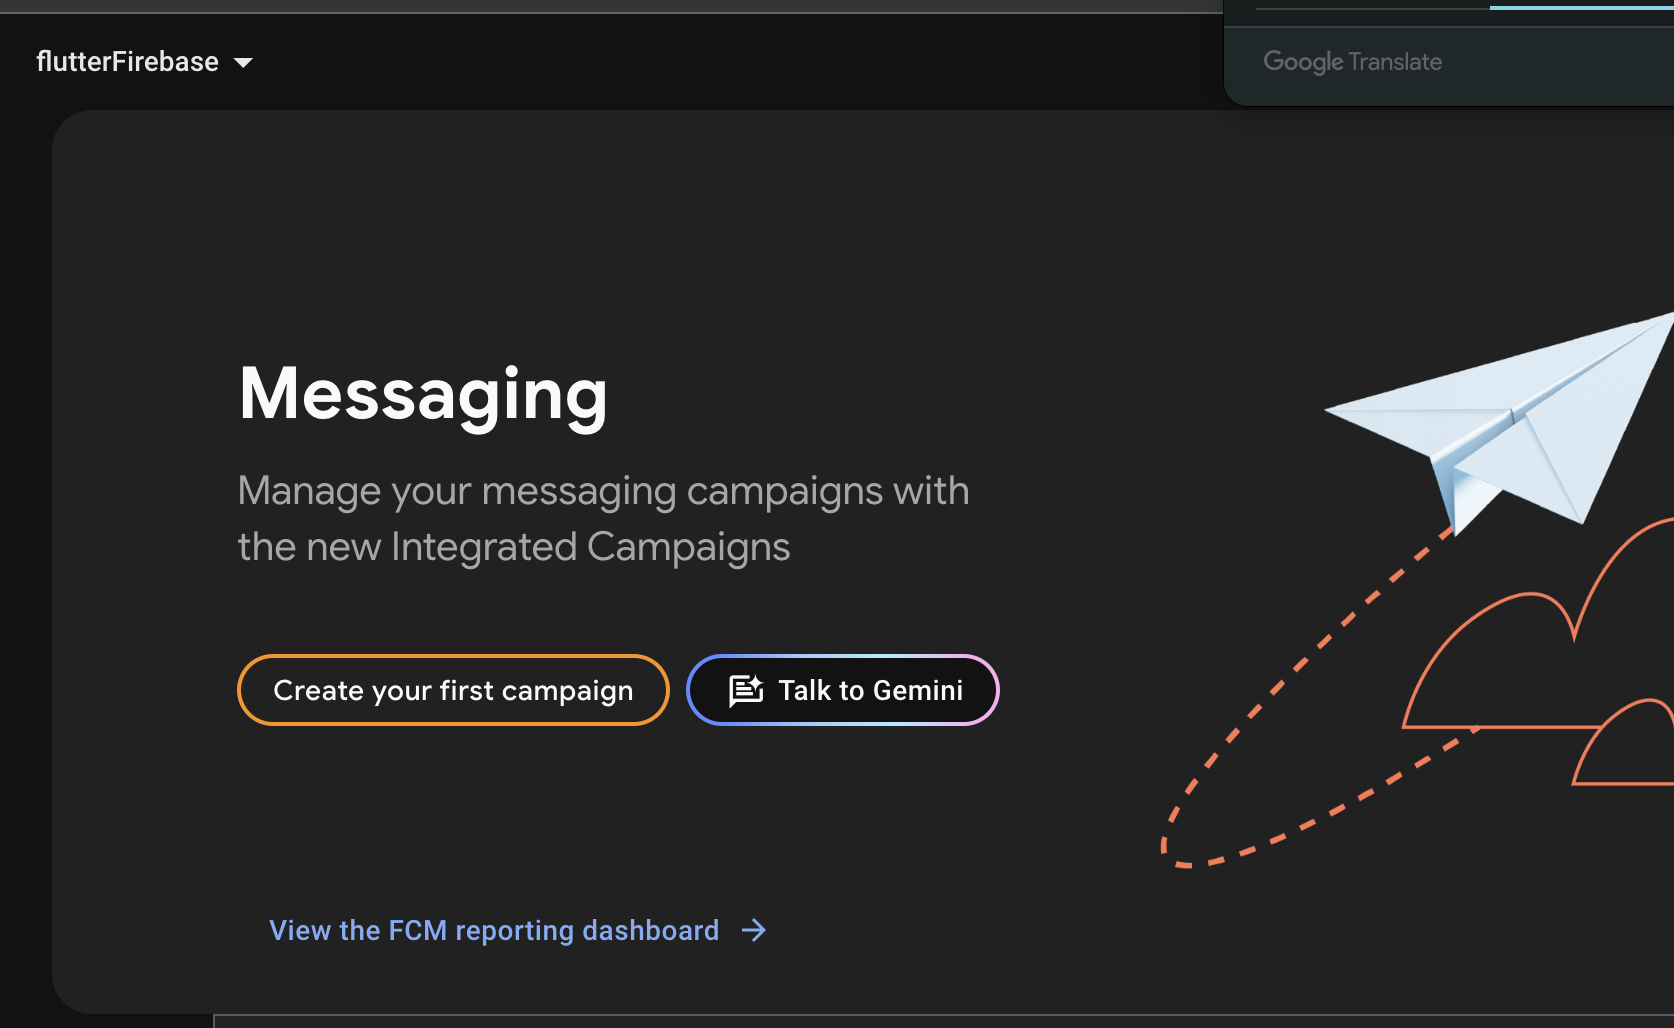 flutterFirebase
Google Translate
Messaging
Manage your messaging campaigns with
the new Integrated Campaigns
Create your first campaign
Talk to Gemini
View the FCM reporting dashboard